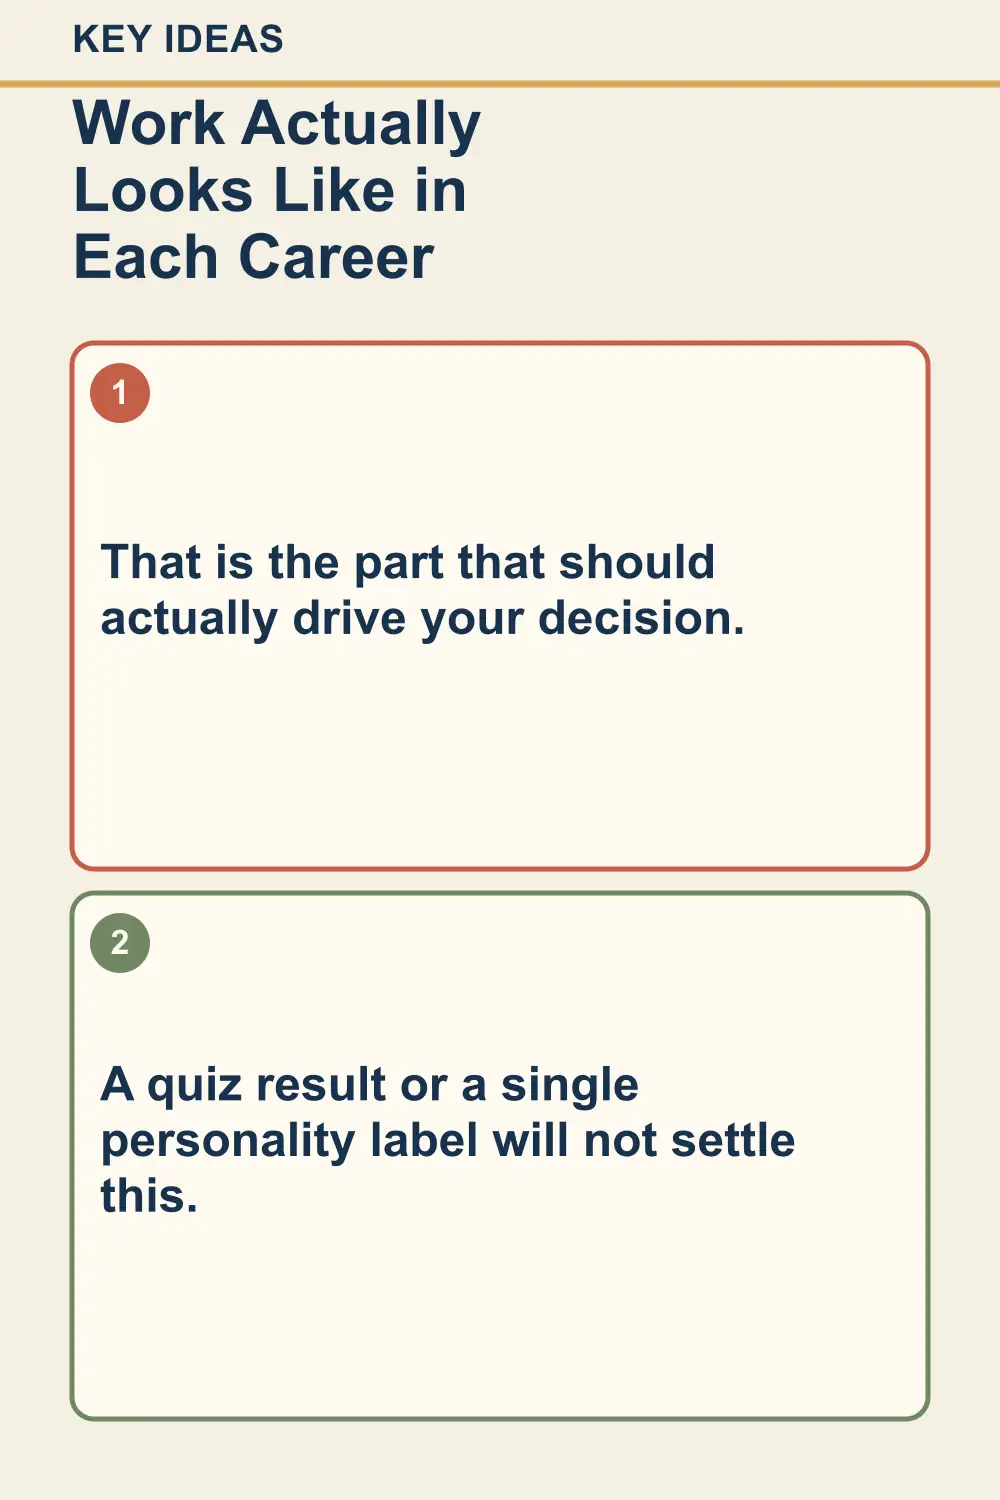 KEY IDEAS
Work Actually
Looks Like in
Each Career
1
That is the part that should
actually drive your decision.
2
A quiz result or a single
personality label will not settle
this.